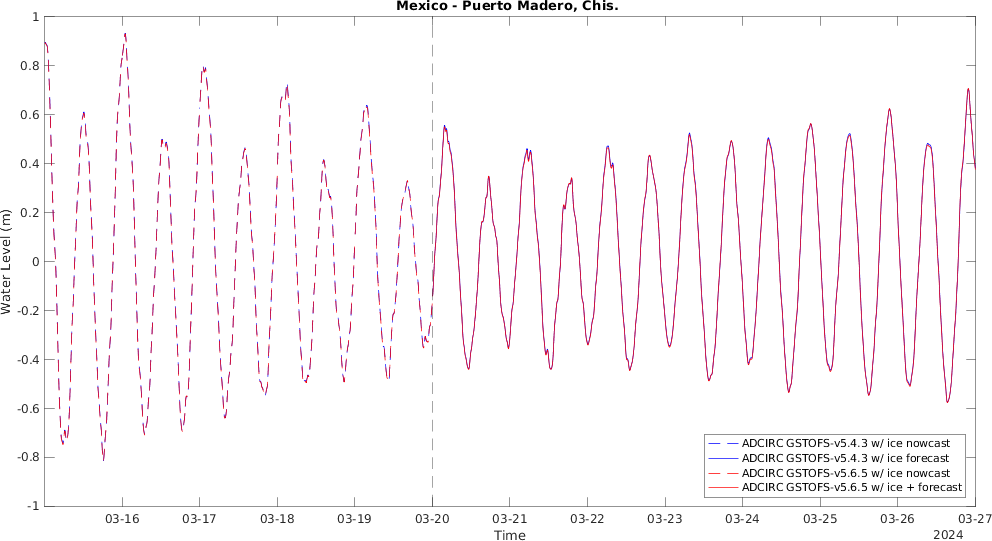 Mexico - Puerto Madero, Chis.
Water Level (m)
1
0.8
0.6
0.4
0.2
0
-0.2
-0.4
-0.6
-0.8
-1
ADCIRC GSTOFS-v5.4.3 w/ ice nowcast
ADCIRC GSTOFS-v5.4.3 w/ ice forecast
ADCIRC GSTOFS-v5.6.5 w/ ice nowcast
ADCIRC GSTOFS-v5.6.5 w/ ice + forecast
03-16 03-17 03-18 03-19 03-20 03-21 03-22 03-23 03-24 03-25 03-26 03-27
Time
2024